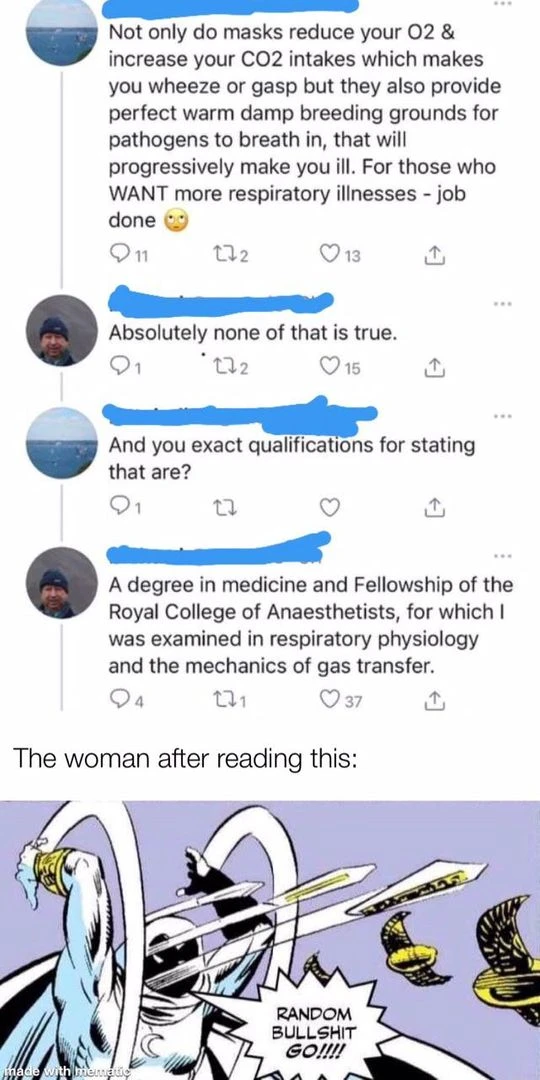 Not only do masks reduce your O2 &
increase your CO2 intakes which makes
you wheeze or gasp but they also provide
perfect warm damp breeding grounds for
pathogens to breath in, that will
progressively make you ill. For those who
WANT more respiratory illnesses - job
done 🙄
11 2 13
Absolutely none of that is true.
1 2 15
And you exact qualifications for stating
that are?
1
A degree in medicine and Fellowship of the
Royal College of Anaesthetists, for which I
was examined in respiratory physiology
and the mechanics of gas transfer.
4 1 37
The woman after reading this:
RANDOM
BULLSHIT
GO!!!!
made with mematic